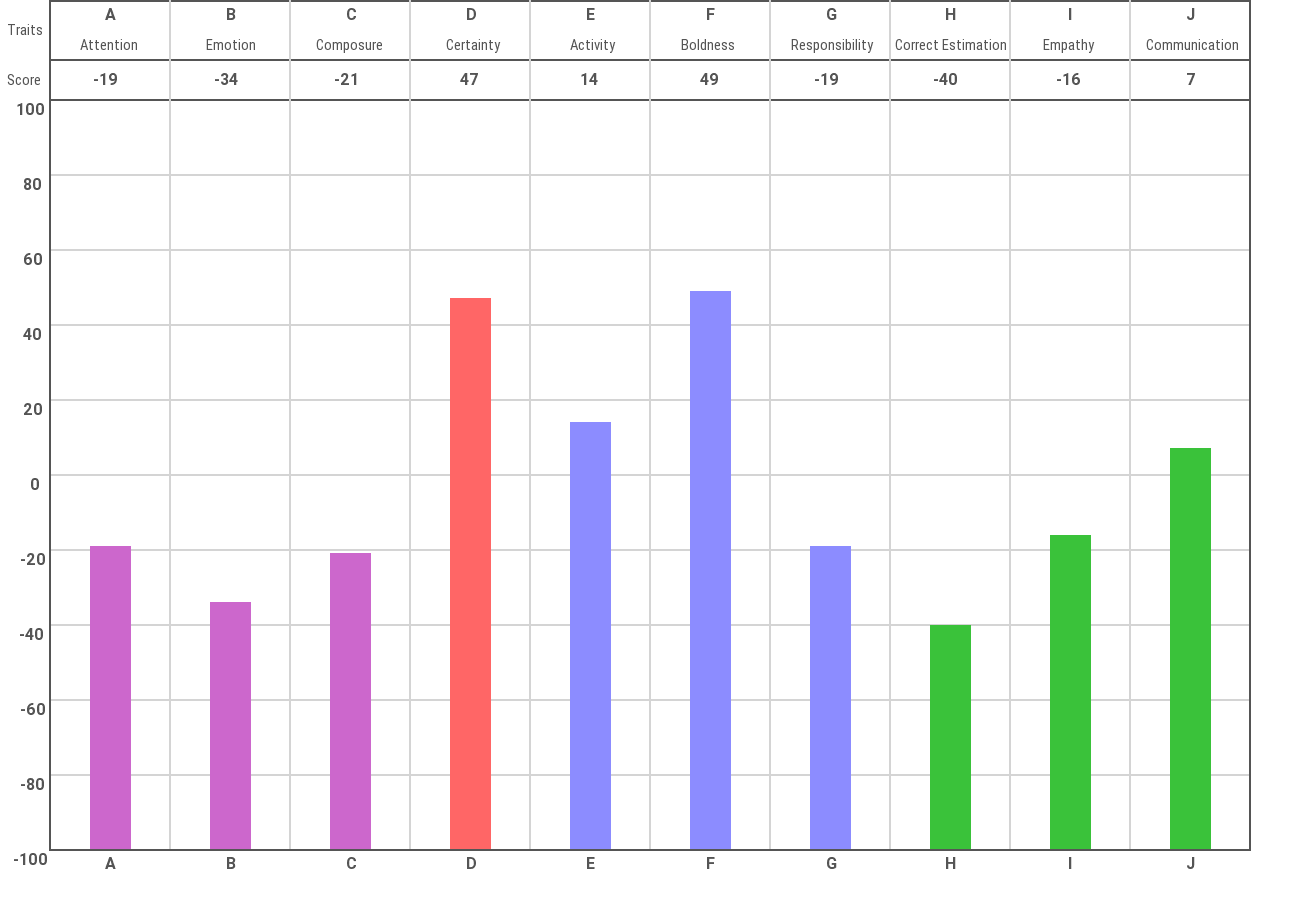 A B C D E F G H I J
Traits
Attention Emotion Composure Certainty Activity Boldness Responsibility Correct Estimation Empathy Communication
Score -19 -34 -21 47 14 49 -19 -40 -16 7
100
80
60
40
20
0
-20
-40
-60
-80
-100
A B C D E F G H I J